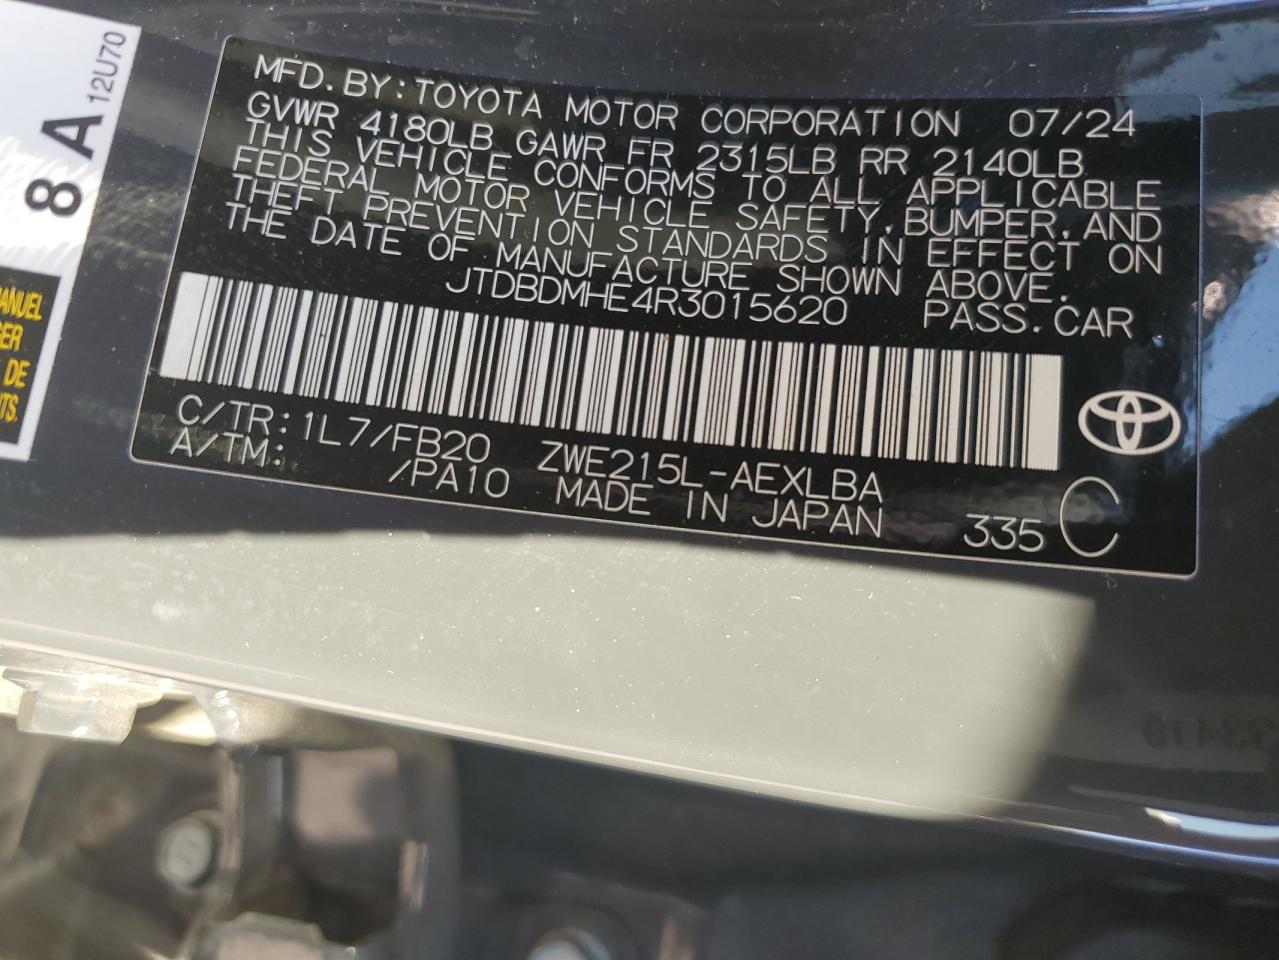 MFD.BY:TOYOTA MOTOR CORPORATION 07/24
GVWR 4180LB GAWR FR 2315LB RR 2140LB
THIS VEHICLE CONFORMS TO ALL APPLICABLE
FEDERAL MOTOR VEHICLE SAFETY,BUMPER,AND
THEFT PREVENTION STANDARDS IN EFFECT ON
THE DATE OF MANUFACTURE SHOWN ABOVE.
JTDBDMHE4R3015620 PASS.CAR
C/TR:1L7/FB20 ZWE215L-AEXLBA
A/TM: /PA10 MADE IN JAPAN 335 C
8 A 12U70
DE